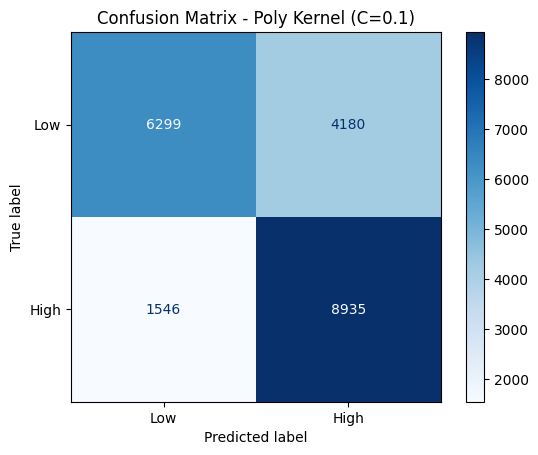 Confusion Matrix - Poly Kernel (C=0.1)
True label
Low
6299
4180
High
1546
8935
Low
High
Predicted label
8000
7000
6000
5000
4000
3000
2000